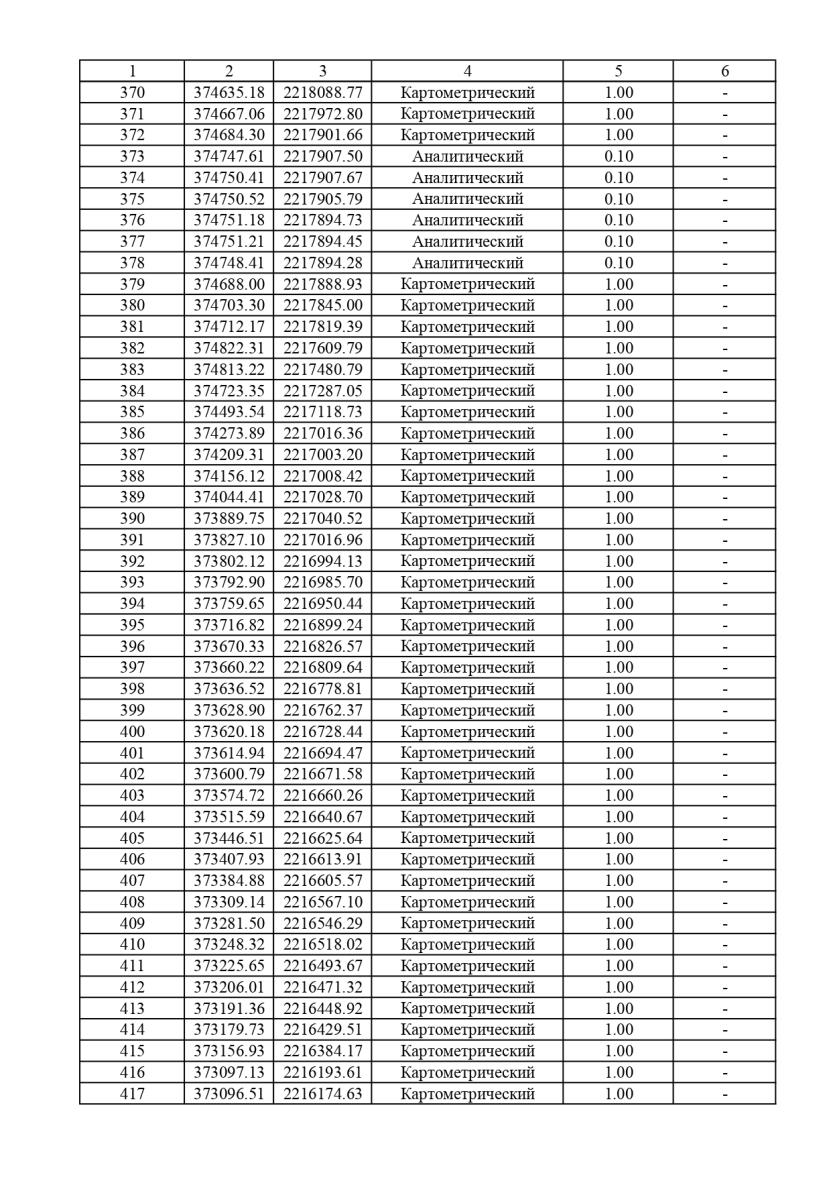 1 2 3 4 5 6
370 374635.18 2218088.77 Картометрический 1.00 -
371 374667.06 2217972.80 Картометрический 1.00 -
372 374684.30 2217901.66 Картометрический 1.00 -
373 374747.61 2217907.50 Аналитический 0.10 -
374 374750.41 2217907.67 Аналитический 0.10 -
375 374750.52 2217905.79 Аналитический 0.10 -
376 374751.18 2217894.73 Аналитический 0.10 -
377 374751.21 2217894.45 Аналитический 0.10 -
378 374748.41 2217894.28 Аналитический 0.10 -
379 374688.00 2217888.93 Картометрический 1.00 -
380 374703.30 2217845.00 Картометрический 1.00 -
381 374712.17 2217819.39 Картометрический 1.00 -
382 374822.31 2217609.79 Картометрический 1.00 -
383 374813.22 2217480.79 Картометрический 1.00 -
384 374723.35 2217287.05 Картометрический 1.00 -
385 374493.54 2217118.73 Картометрический 1.00 -
386 374273.89 2217016.36 Картометрический 1.00 -
387 374209.31 2217003.20 Картометрический 1.00 -
388 374156.12 2217008.42 Картометрический 1.00 -
389 374044.41 2217028.70 Картометрический 1.00 -
390 373889.75 2217040.52 Картометрический 1.00 -
391 373827.10 2217016.96 Картометрический 1.00 -
392 373802.12 2216994.13 Картометрический 1.00 -
393 373792.90 2216985.70 Картометрический 1.00 -
394 373759.65 2216950.44 Картометрический 1.00 -
395 373716.82 2216899.24 Картометрический 1.00 -
396 373670.33 2216826.57 Картометрический 1.00 -
397 373660.22 2216809.64 Картометрический 1.00 -
398 373636.52 2216778.81 Картометрический 1.00 -
399 373628.90 2216762.37 Картометрический 1.00 -
400 373620.18 2216728.44 Картометрический 1.00 -
401 373614.94 2216694.47 Картометрический 1.00 -
402 373600.79 2216671.58 Картометрический 1.00 -
403 373574.72 2216660.26 Картометрический 1.00 -
404 373515.59 2216640.67 Картометрический 1.00 -
405 373446.51 2216625.64 Картометрический 1.00 -
406 373407.93 2216613.91 Картометрический 1.00 -
407 373384.88 2216605.57 Картометрический 1.00 -
408 373309.14 2216567.10 Картометрический 1.00 -
409 373281.50 2216546.29 Картометрический 1.00 -
410 373248.32 2216518.02 Картометрический 1.00 -
411 373225.65 2216493.67 Картометрический 1.00 -
412 373206.01 2216471.32 Картометрический 1.00 -
413 373191.36 2216448.92 Картометрический 1.00 -
414 373179.73 2216429.51 Картометрический 1.00 -
415 373156.93 2216384.17 Картометрический 1.00 -
416 373097.13 2216193.61 Картометрический 1.00 -
417 373096.51 2216174.63 Картометрический 1.00 -